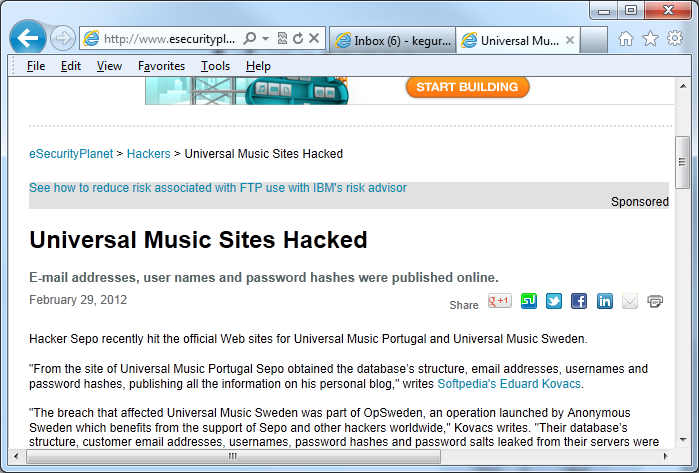 http://www.esecuritypl...
Inbox (6) - kegur...
Universal Mu...
File Edit View Favorites Tools Help
START BUILDING
eSecurityPlanet > Hackers > Universal Music Sites Hacked
See how to reduce risk associated with FTP use with IBM's risk advisor
Sponsored
Universal Music Sites Hacked
E-mail addresses, user names and password hashes were published online.
February 29, 2012
Share
g +1
Hacker Sepo recently hit the official Web sites for Universal Music Portugal and Universal Music Sweden.
"From the site of Universal Music Portugal Sepo obtained the database’s structure, email addresses, usernames and
password hashes, publishing all the information on his personal blog," writes Softpedia's Eduard Kovacs.
"The breach that affected Universal Music Sweden was part of OpSweden, an operation launched by Anonymous
Sweden which benefits from the support of Sepo and other hackers worldwide," Kovacs writes. "Their database’s
structure, customer email addresses, usernames, password hashes and password salts leaked from their servers were